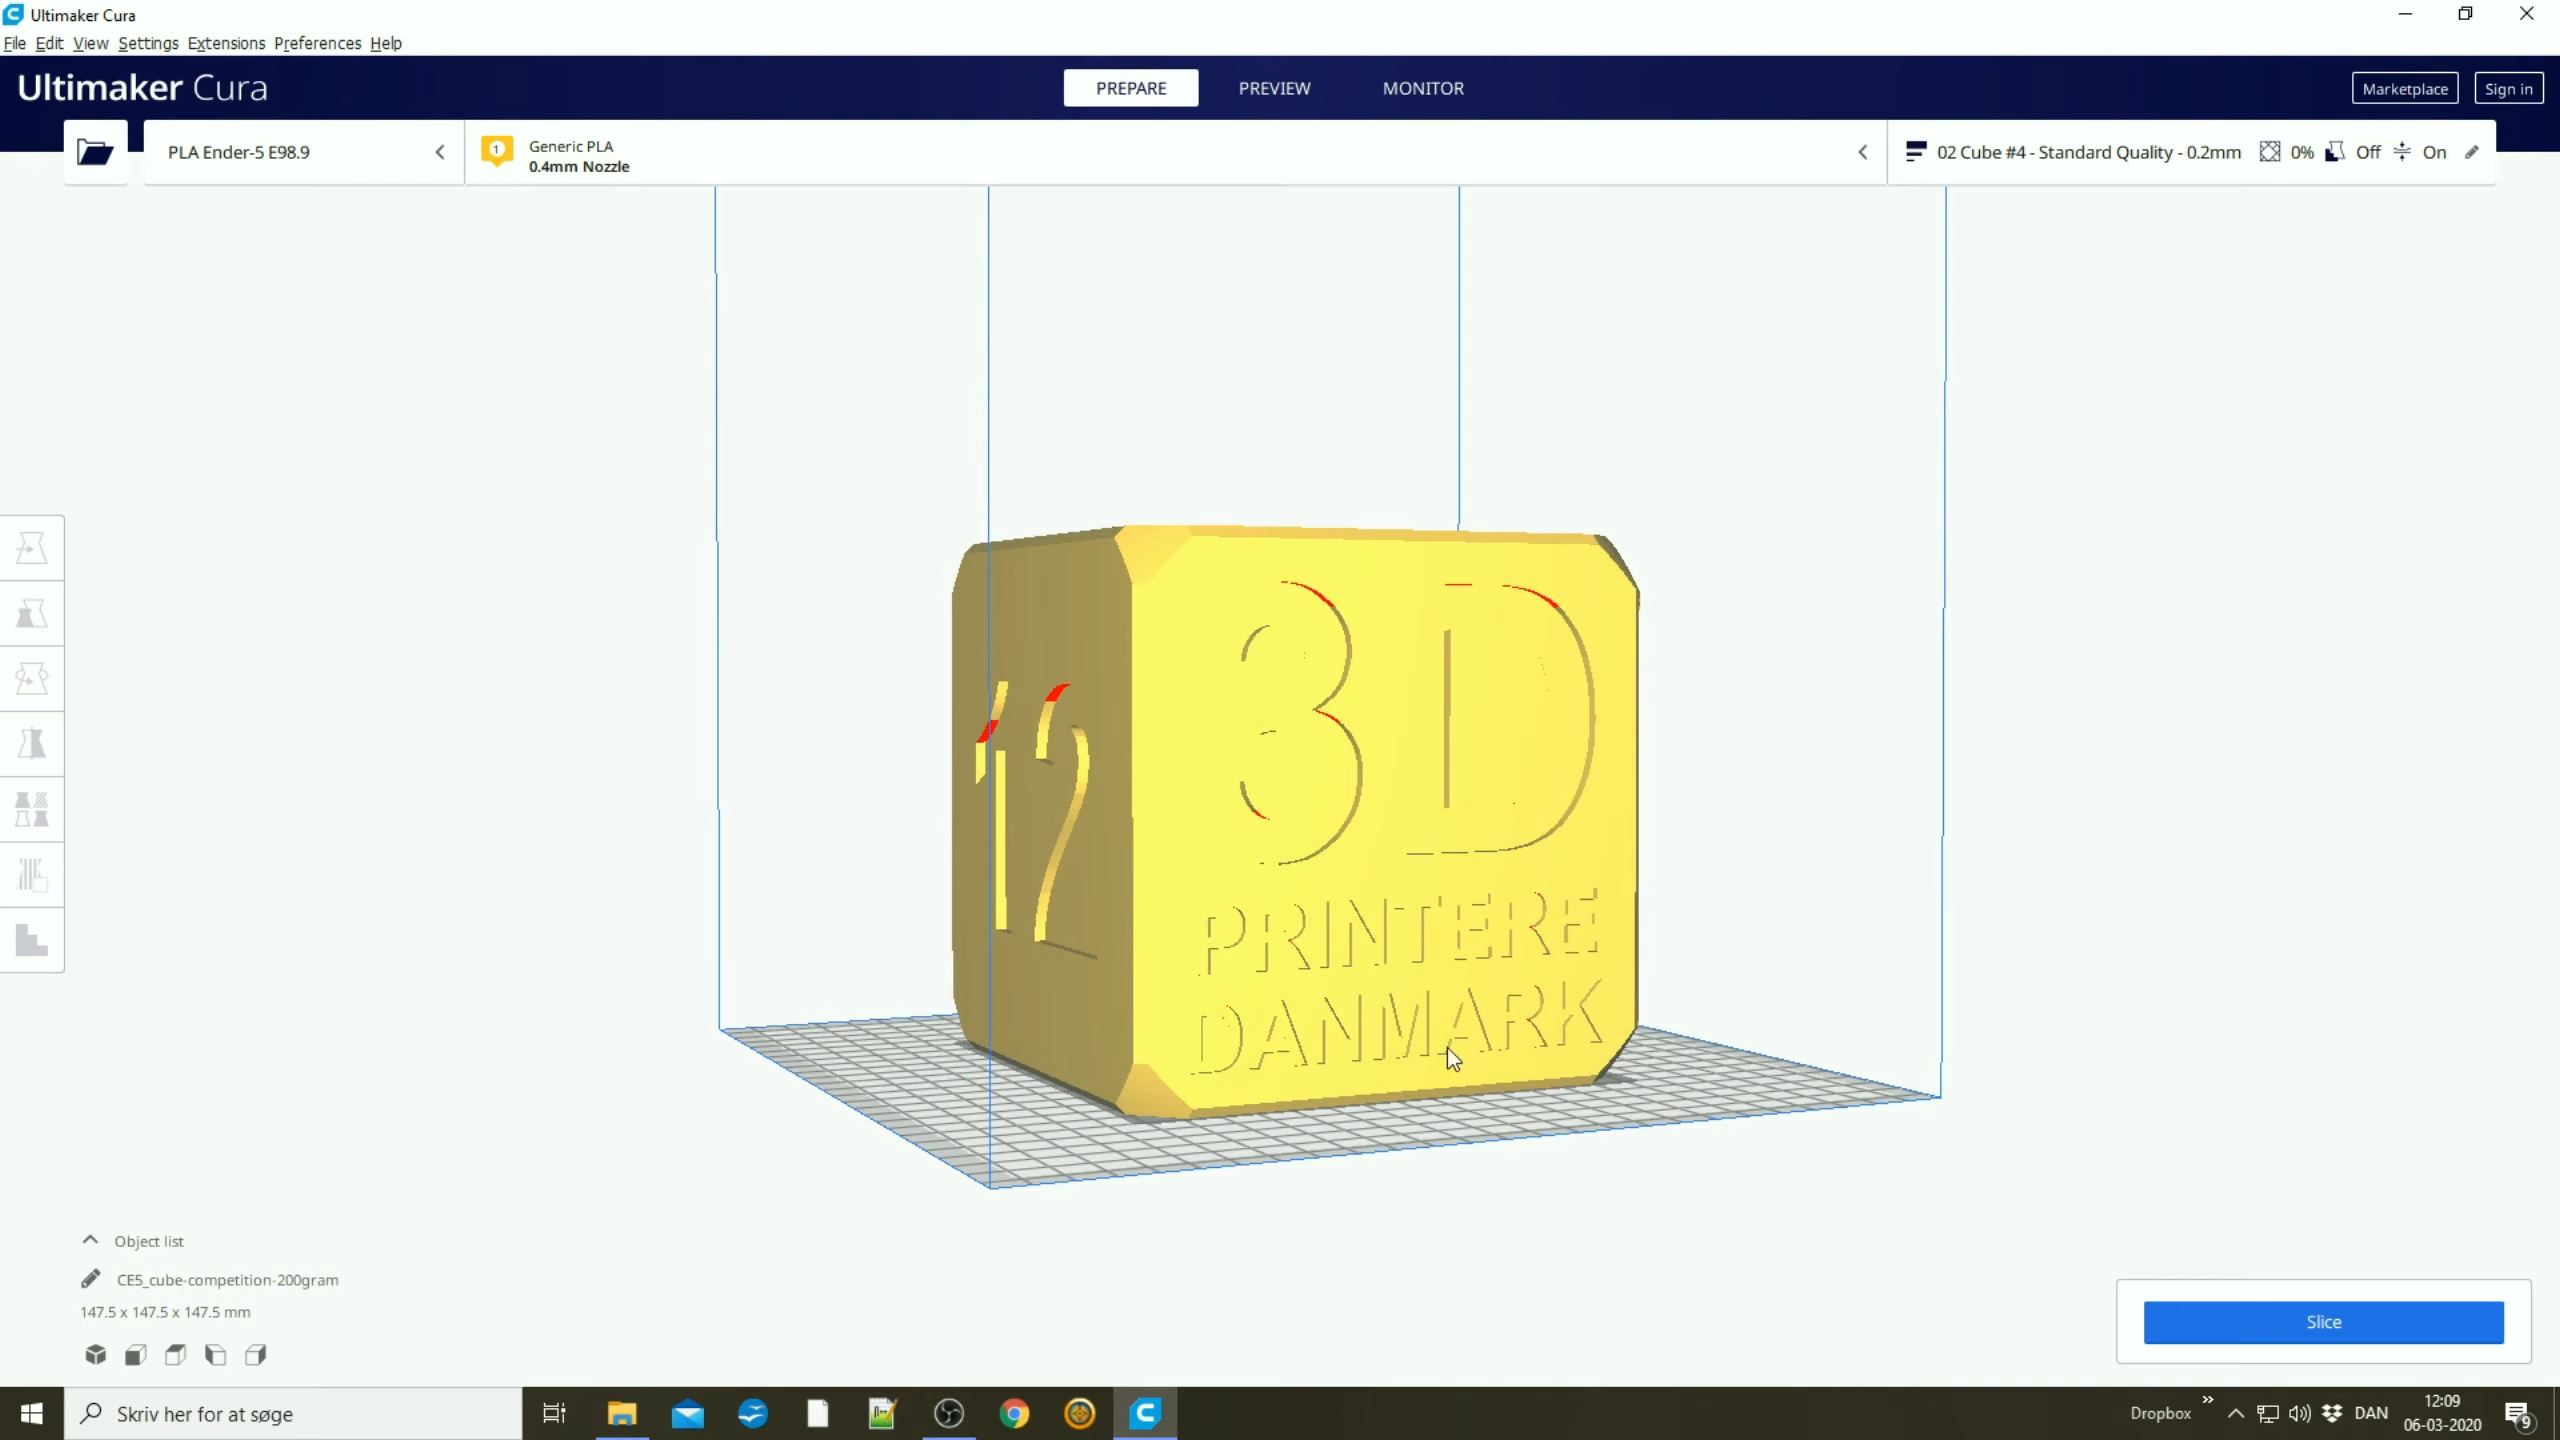 Ultimaker Cura
File Edit View Settings Extensions Preferences Help
Ultimaker Cura
PREPARE
PREVIEW
MONITOR
Marketplace
Sign in
PLA Ender-5 E98.9
1
Generic PLA
0.4mm Nozzle
02 Cube #4 - Standard Quality - 0.2mm
0%
Off
On
12
3D
PRINTERE
DANMARK
Object list
CE5_cube-competition-200gram
147.5 x 147.5 x 147.5 mm
Slice
Skriv her for at søge
Dropbox
DAN
12:09
06-03-2020
9